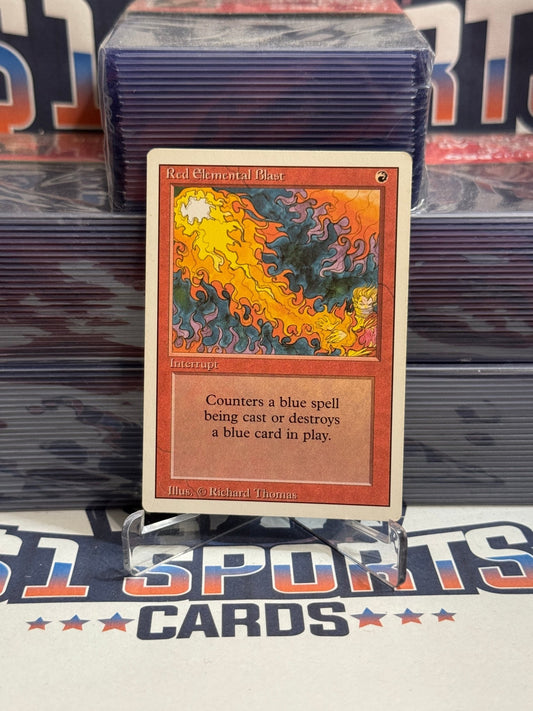 Red Elemental Blast
Interrupt
Counters a blue spell
being cast or destroys
a blue card in play.
Illus. © Richard Thomas
$1 SPORTS
CARDS